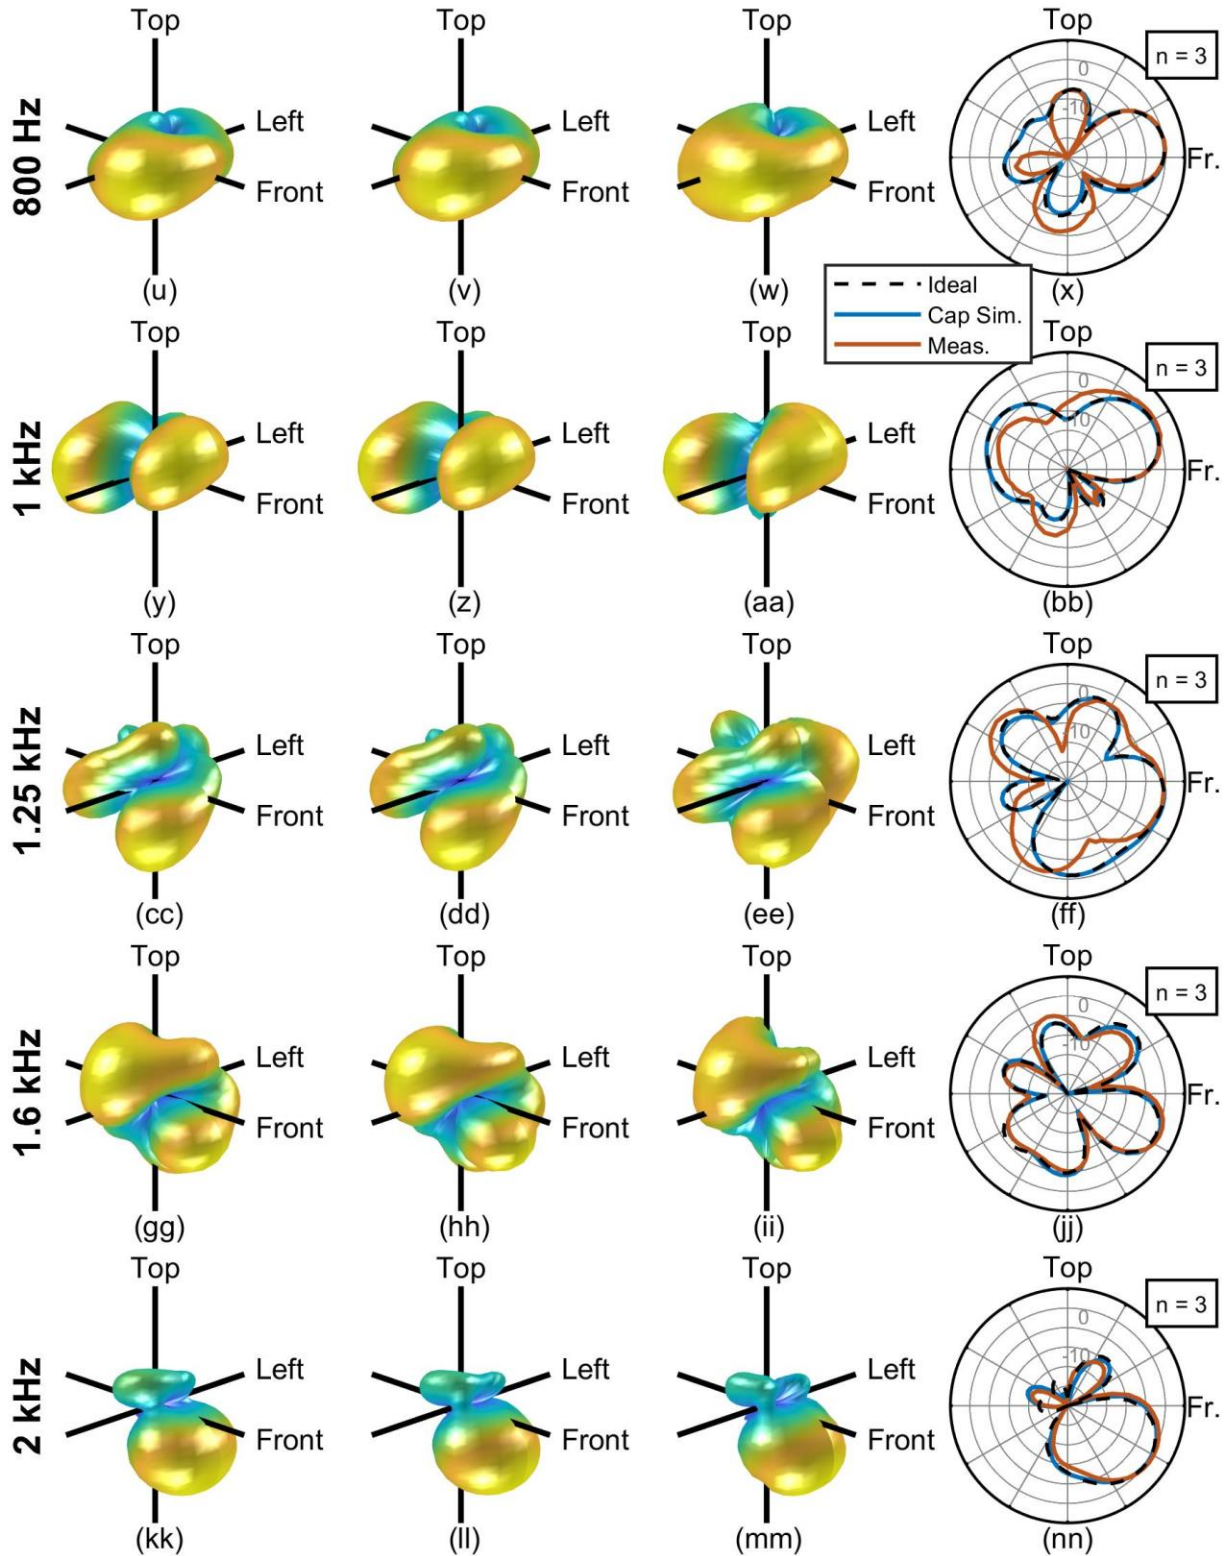 Top Top Top Top
n = 3
0
-10
800 Hz
Left Left Left
Front Front Front
Fr.
(u) (v) (w) (x)
Ideal
Cap Sim.
Meas.
Top Top Top Top
n = 3
0
-10
1 kHz
Left Left Left
Front Front Front
Fr.
(y) (z) (aa) (bb)
Top Top Top Top
n = 3
0
-10
1.25 kHz
Left Left Left
Front Front Front
Fr.
(cc) (dd) (ee) (ff)
Top Top Top Top
n = 3
0
-10
1.6 kHz
Left Left Left
Front Front Front
Fr.
(gg) (hh) (ii) (jj)
Top Top Top Top
n = 3
0
-10
2 kHz
Left Left Left
Front Front Front
Fr.
(kk) (ll) (mm) (nn)